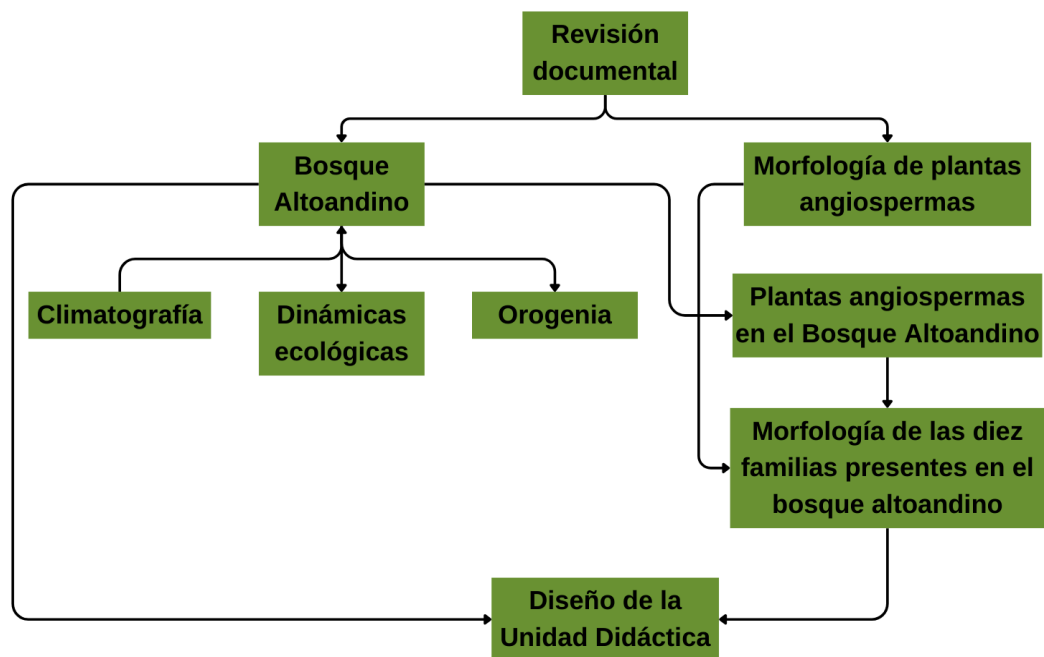 Revisión
documental
Bosque
Altoandino
Morfología de plantas
angiospermas
Climatografía
Dinámicas
ecológicas
Orogenia
Plantas angiospermas
en el Bosque Altoandino
Morfología de las diez
familias presentes en el
bosque altoandino
Diseño de la
Unidad Didáctica